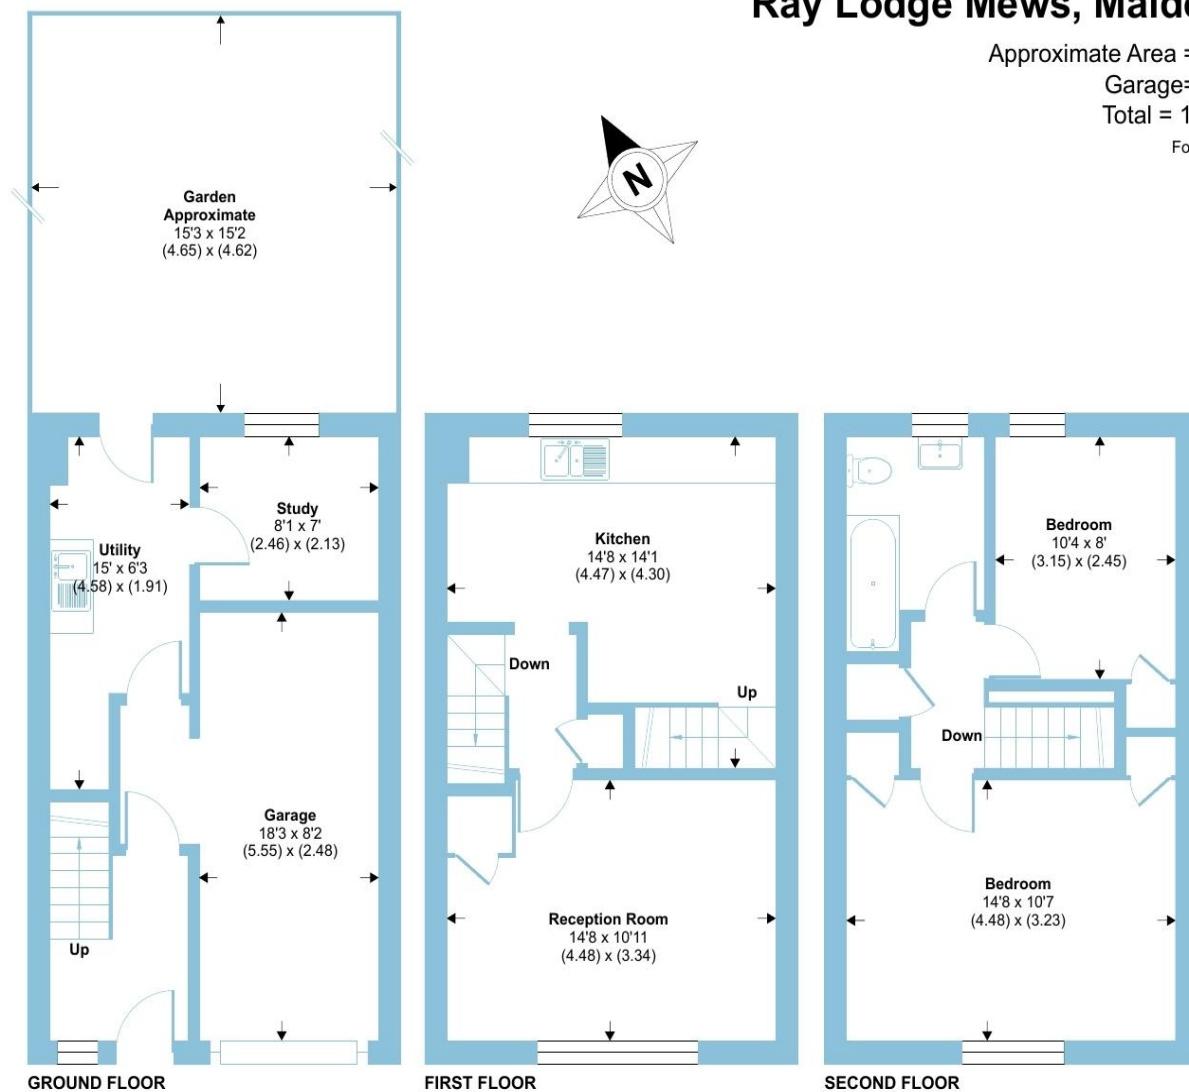 Ray Lodge Mews,
Approximate Area =
Garage=
Total = 1
N
Garden
Approximate
15'3 x 15'2
(4.65) x (4.62)
Study
8'1 x 7'
(2.46) x (2.13)
Utility
15' x 6'3
(4.58) x (1.91)
Garage
18'3 x 8'2
(5.55) x (2.48)
Up
GROUND FLOOR
Kitchen
14'8 x 14'1
(4.47) x (4.30)
Down
Up
Reception Room
14'8 x 10'11
(4.48) x (3.34)
FIRST FLOOR
Bedroom
10'4 x 8'
(3.15) x (2.45)
Down
Bedroom
14'8 x 10'7
(4.48) x (3.23)
SECOND FLOOR